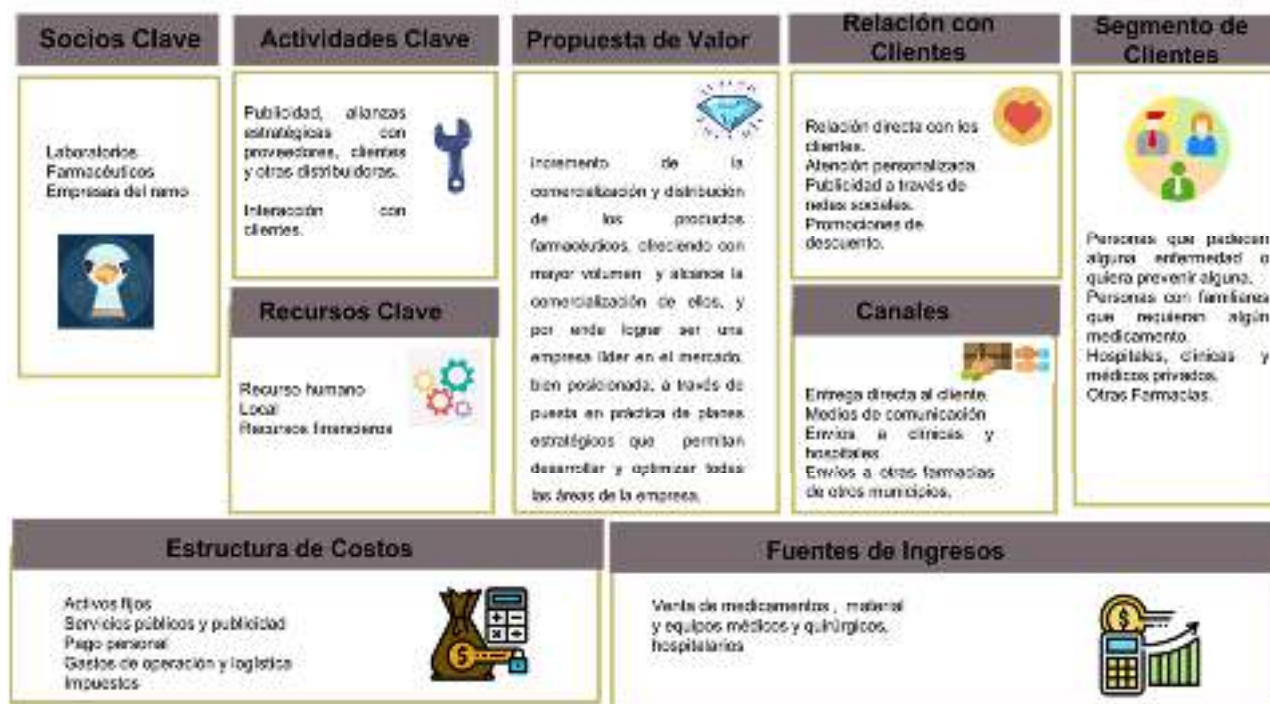 Socios Clave
Laboratorios
Farmacéuticos
Empresas del ramo
Actividades Clave
Publicidad, alianzas
estratégicas con
proveedores, clientes
y otras distribuidoras.
Interacción con
clientes.
Recursos Clave
Recurso humano
Local
Recursos financieros
Propuesta de Valor
Incremento de la
comercialización y distribución
de los productos
farmacéuticos, ofreciendo con
mayor volumen y alcance la
comercialización de ellos, y
por ende lograr ser una
empresa líder en el mercado,
bien posicionada, a través de
puesta en práctica de planes
estratégicos que permitan
desarrollar y optimizar todas
las áreas de la empresa.
Relación con
Clientes
Relación directa con los
clientes.
Atención personalizada
Publicidad a través de
redes sociales.
Promociones de
descuento.
Canales
Entrega directa al cliente
Medios de comunicación
Envíos a clínicas y
hospitales
Envíos a otras farmacias
de otros municipios.
Segmento de
Clientes
Personas que padecen
alguna enfermedad o
quiera prevenir alguna.
Personas con familiares
que requieran algún
medicamento.
Hospitales, clínicas y
médicos privados.
Otras Farmacias.
Estructura de Costos
Activos fijos
Servicios públicos y publicidad
Pago personal
Gastos de operación y logística
Impuestos
Fuentes de Ingresos
Venta de medicamentos , material
y equipos médicos y quirúrgicos,
hospitalarios